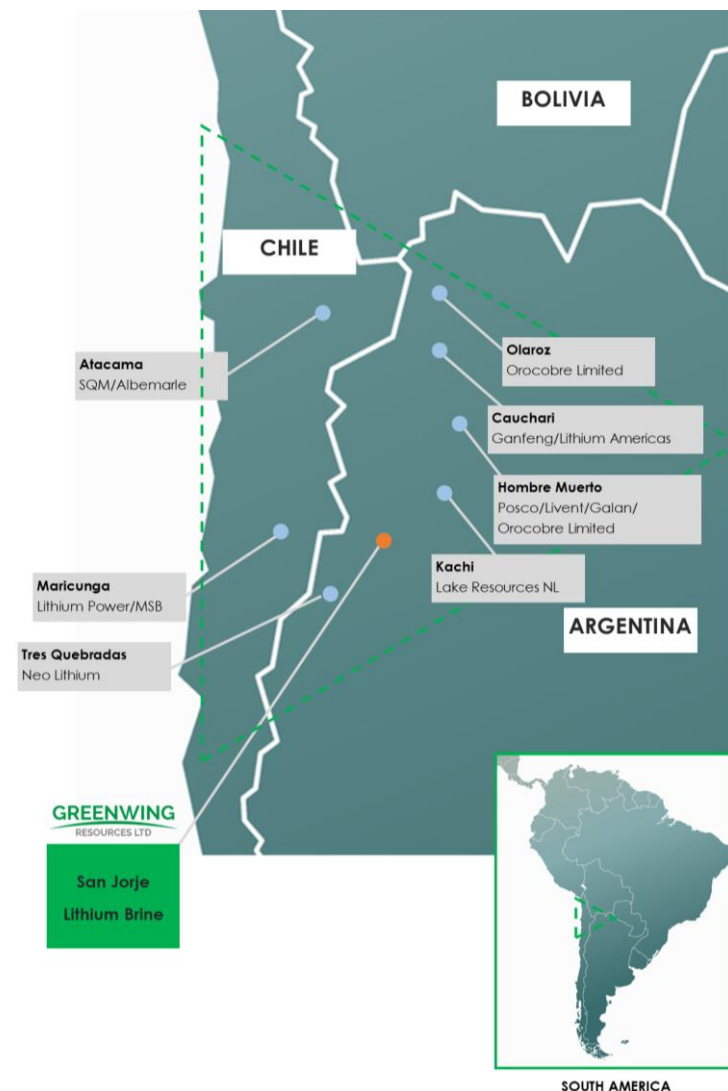 BOLIVIA
CHILE
Olaroz
Orocobre Limited
Atacama
SQM/Albemarle
Cauchari
Ganfeng/Lithium Americas
Hombre Muerto
Posco/Livent/Galan/
Orocobre Limited
Kachi
Lake Resources NL
Maricunga
Lithium Power/MSB
ARGENTINA
Tres Quebradas
Neo Lithium
GREENWING
RESOURCES LTD
San Jorje
Lithium Brine
SOUTH AMERICA